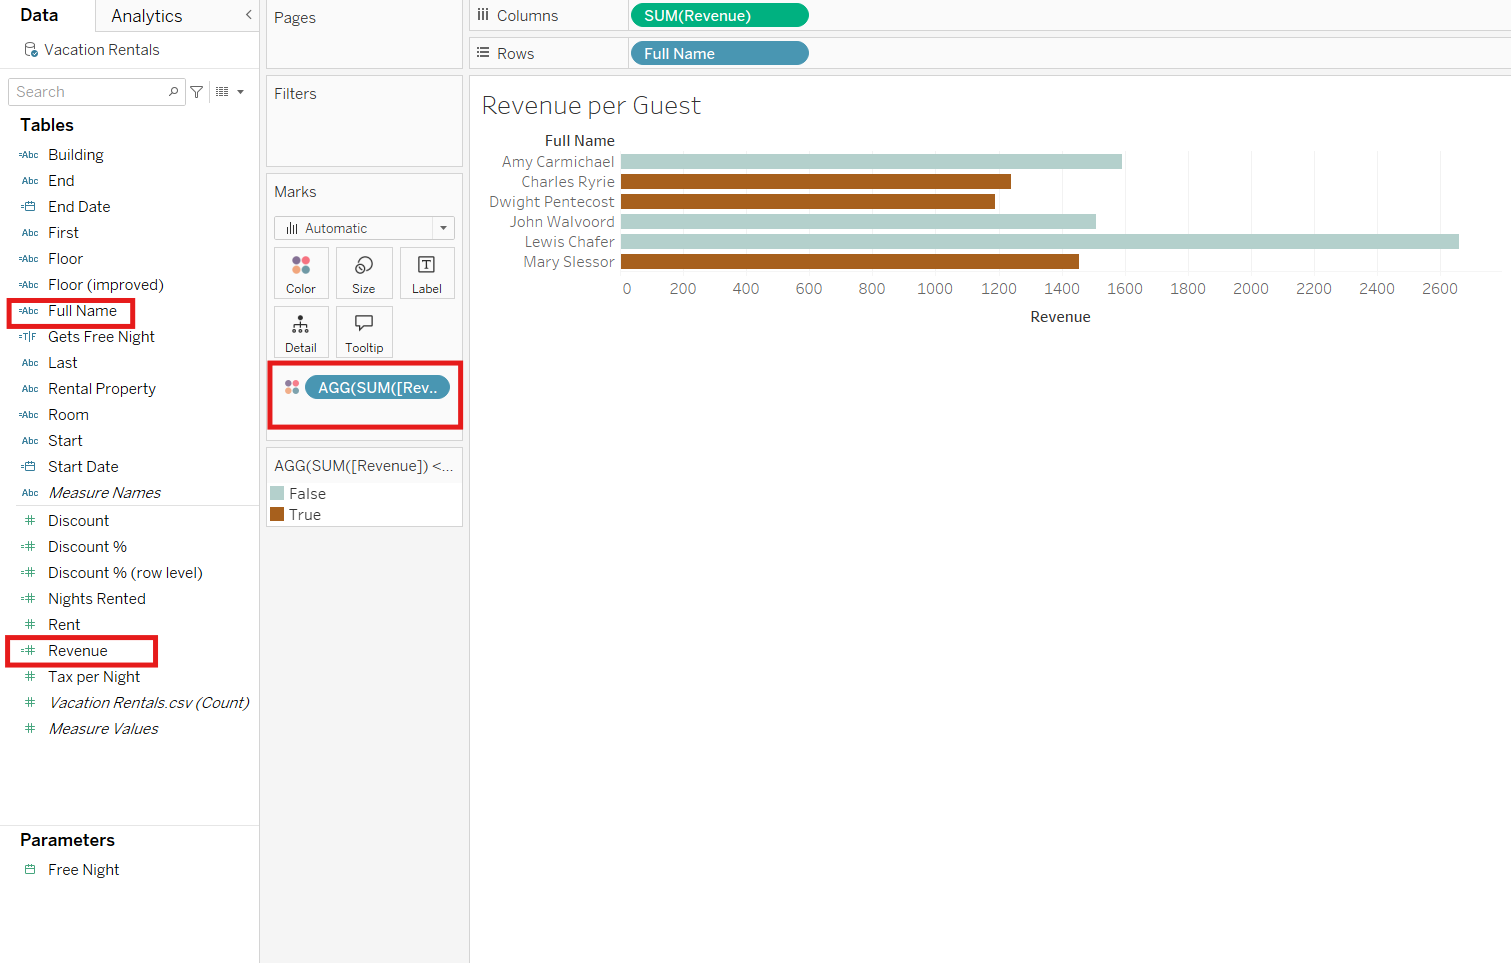 Data
Analytics
Vacation Rentals
Search
Tables
Abc Building
Abc End
End Date
Abc First
Abc Floor
Abc Floor (improved)
Abc Full Name
T|F Gets Free Night
Abc Last
Abc Rental Property
Abc Room
Abc Start
Start Date
Abc Measure Names
# Discount
# Discount %
# Discount % (row level)
# Nights Rented
# Rent
# Revenue
# Tax per Night
# Vacation Rentals.csv (Count)
# Measure Values
Parameters
Free Night
Pages
Filters
Marks
Automatic
Color
Size
T
Label
Detail
Tooltip
AGG(SUM([Rev..
AGG(SUM([Revenue]) <...
False
True
Columns
SUM(Revenue)
Rows
Full Name
Revenue per Guest
Full Name
Amy Carmichael
Charles Ryrie
Dwight Pentecost
John Walvoord
Lewis Chafer
Mary Slessor
0 200 400 600 800 1000 1200 1400 1600 1800 2000 2200 2400 2600
Revenue